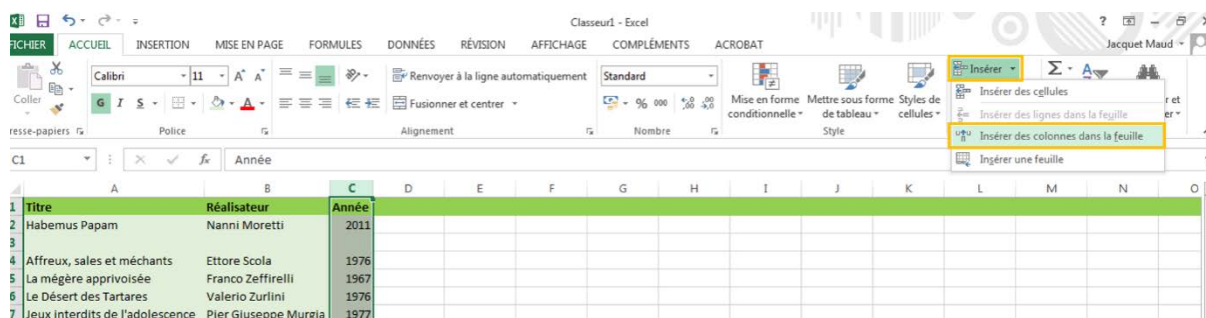 Classeur1 - Excel
FICHIER ACCUEIL INSERTION MISE EN PAGE FORMULES DONNÉES RÉVISION AFFICHAGE COMPLÉMENTS ACROBAT Jacquet Maud
Coller Calibri 11 Renvoyer à la ligne automatiquement Standard Insérer
G I S Fusionner et centrer % 000 Mise en forme conditionnelle Mettre sous forme de tableau Styles de cellules
resse-papiers Police Alignement Nombre Style
Insérer des cellules
Insérer des lignes dans la feuille
Insérer des colonnes dans la feuille
Insérer une feuille
C1 fx Année
A B C D E F G H I J K L M N O
1 Titre Réalisateur Année
2 Habemus Papam Nanni Moretti 2011
3
4 Affreux, sales et méchants Ettore Scola 1976
5 La mégère apprivoisée Franco Zeffirelli 1967
6 Le Désert des Tartares Valerio Zurlini 1976
7 Jeux interdits de l'adolescence Pier Giuseppe Murgia 1977